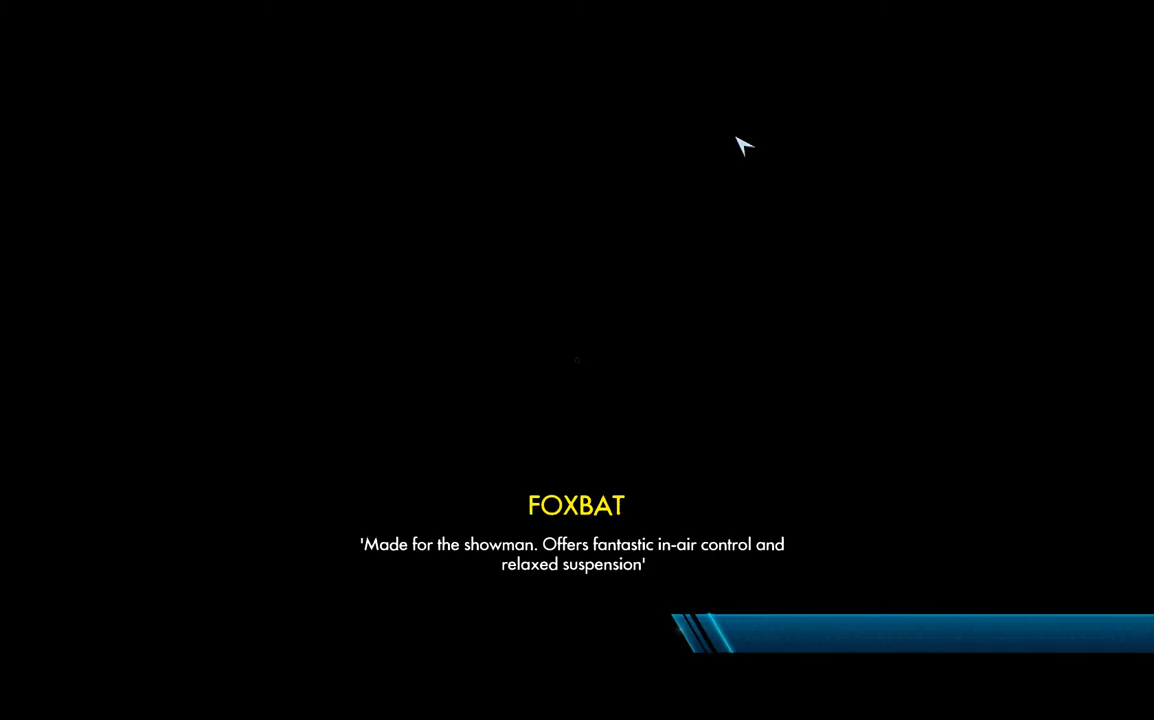 FOXBAT
'Made for the showman. Offers fantastic in-air control and
relaxed suspension'